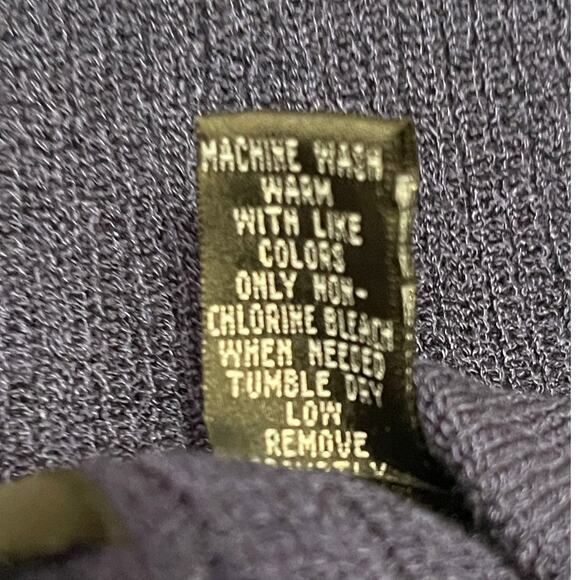 MACHINE WASH
WARM
WITH LIKE
COLORS
ONLY NON-
CHLORINE BLEACH
WHEN NEEDED
TUMBLE DRY
LOW
REMOVE